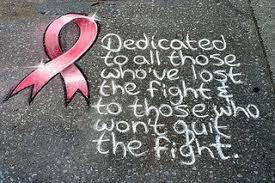 Dedicated
to all those
who've lost
the fight &
to those who
won't quit
the fight.